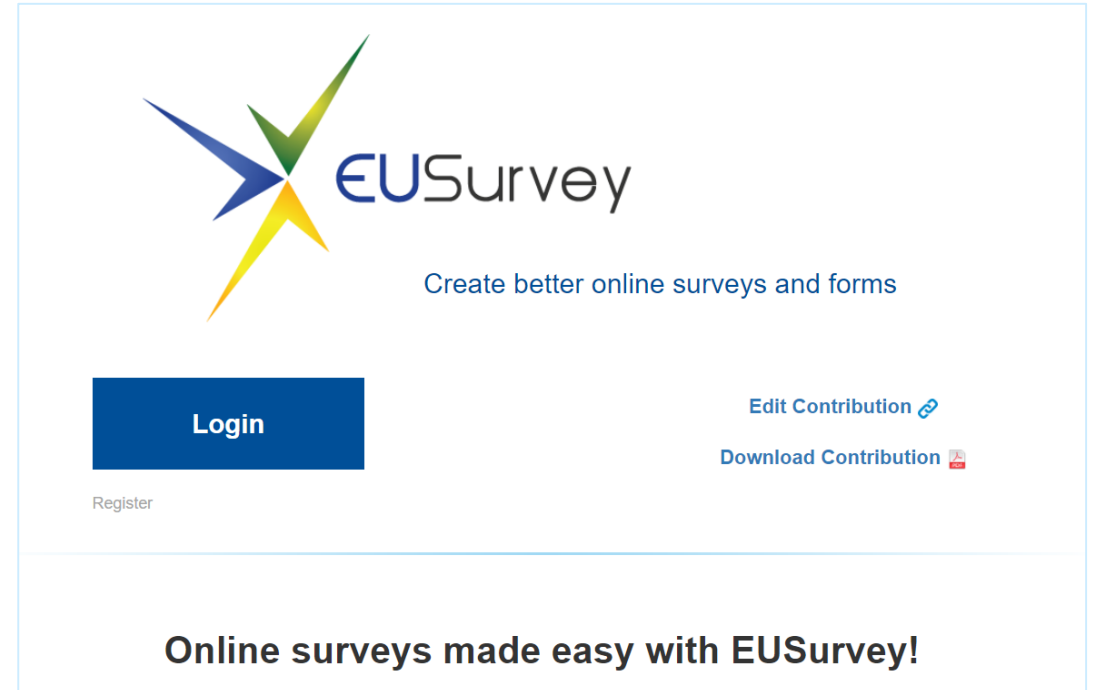 EUSurvey
Create better online surveys and forms
Login
Edit Contribution
Download Contribution
Register
Online surveys made easy with EUSurvey!